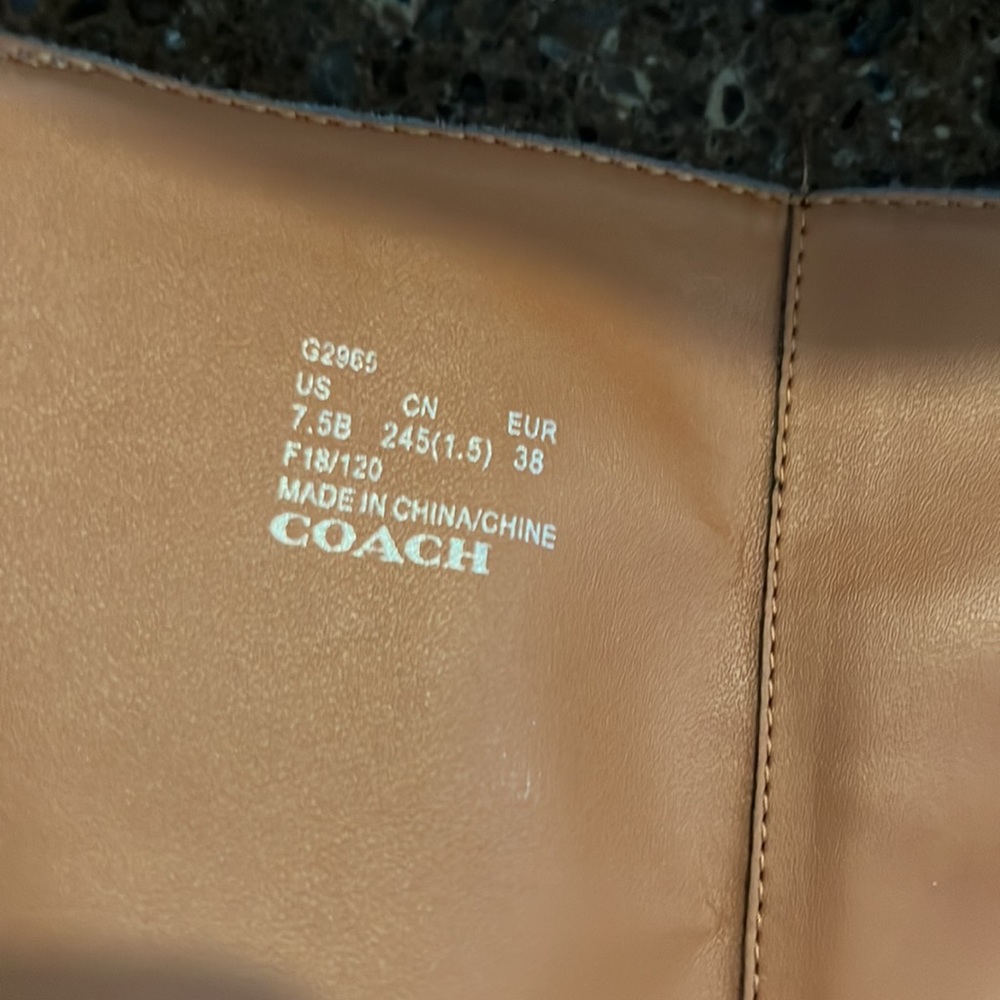 G2965
US CN EUR
7.5B 245(1.5) 38
F18/120
MADE IN CHINA/CHINE
COACH